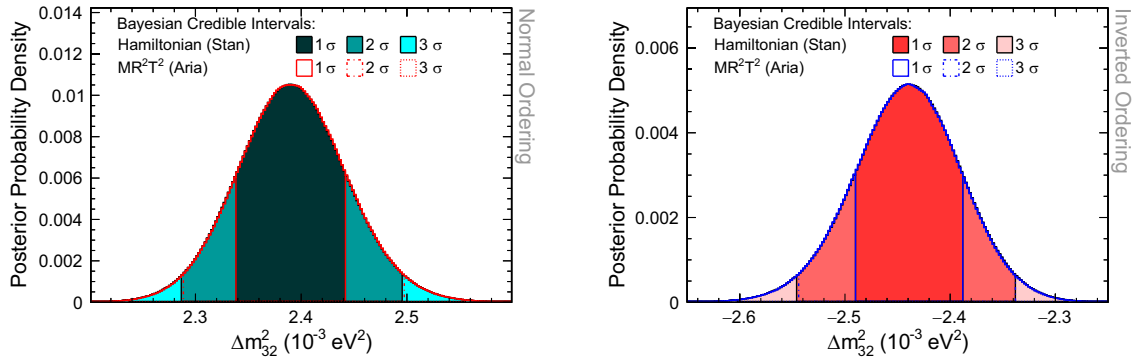 Bayesian Credible Intervals:
Hamiltonian (Stan) 1 σ 2 σ 3 σ
MR²T² (Aria) 1 σ 2 σ 3 σ
Posterior Probability Density
0.014
0.012
0.01
0.008
0.006
0.004
0.002
0
2.3 2.4 2.5
Δm²₃₂ (10⁻³ eV²)
Normal Ordering
Bayesian Credible Intervals:
Hamiltonian (Stan) 1 σ 2 σ 3 σ
MR²T² (Aria) 1 σ 2 σ 3 σ
Posterior Probability Density
0.006
0.004
0.002
0
−2.6 −2.5 −2.4 −2.3
Δm²₃₂ (10⁻³ eV²)
Inverted Ordering